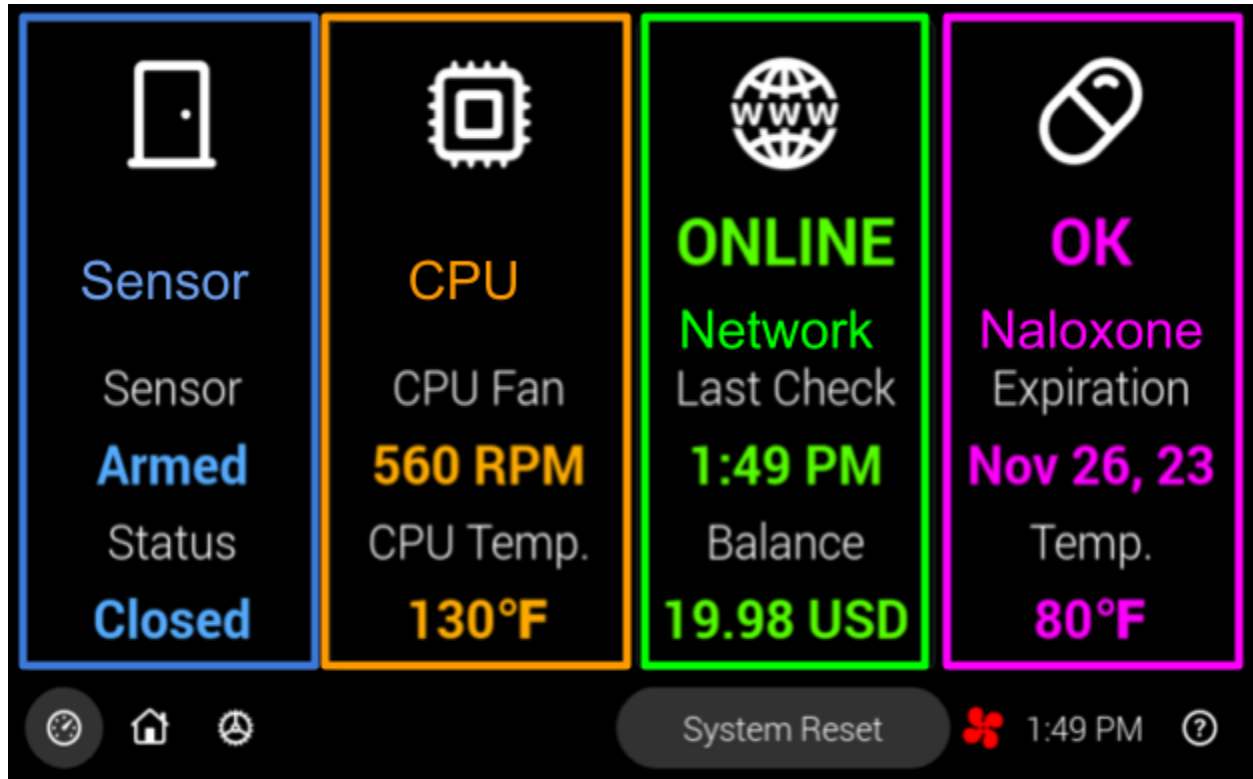 Sensor
Sensor
Armed
Status
Closed
CPU
CPU Fan
560 RPM
CPU Temp.
130°F
WWW
ONLINE
Network
Last Check
1:49 PM
Balance
19.98 USD
OK
Naloxone
Expiration
Nov 26, 23
Temp.
80°F
System Reset
1:49 PM
?